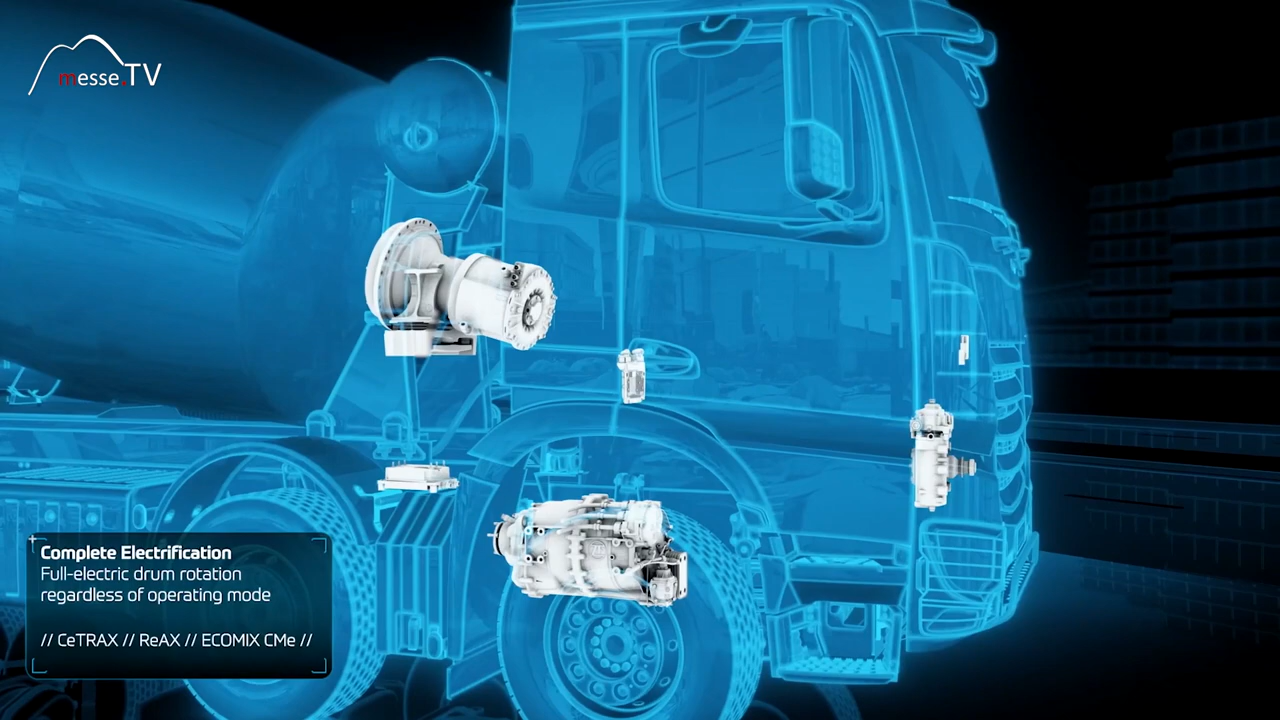 messe.TV
Complete Electrification
Full-electric drum rotation
regardless of operating mode
// CeTRAX // ReAX // ECOMIX CMe //